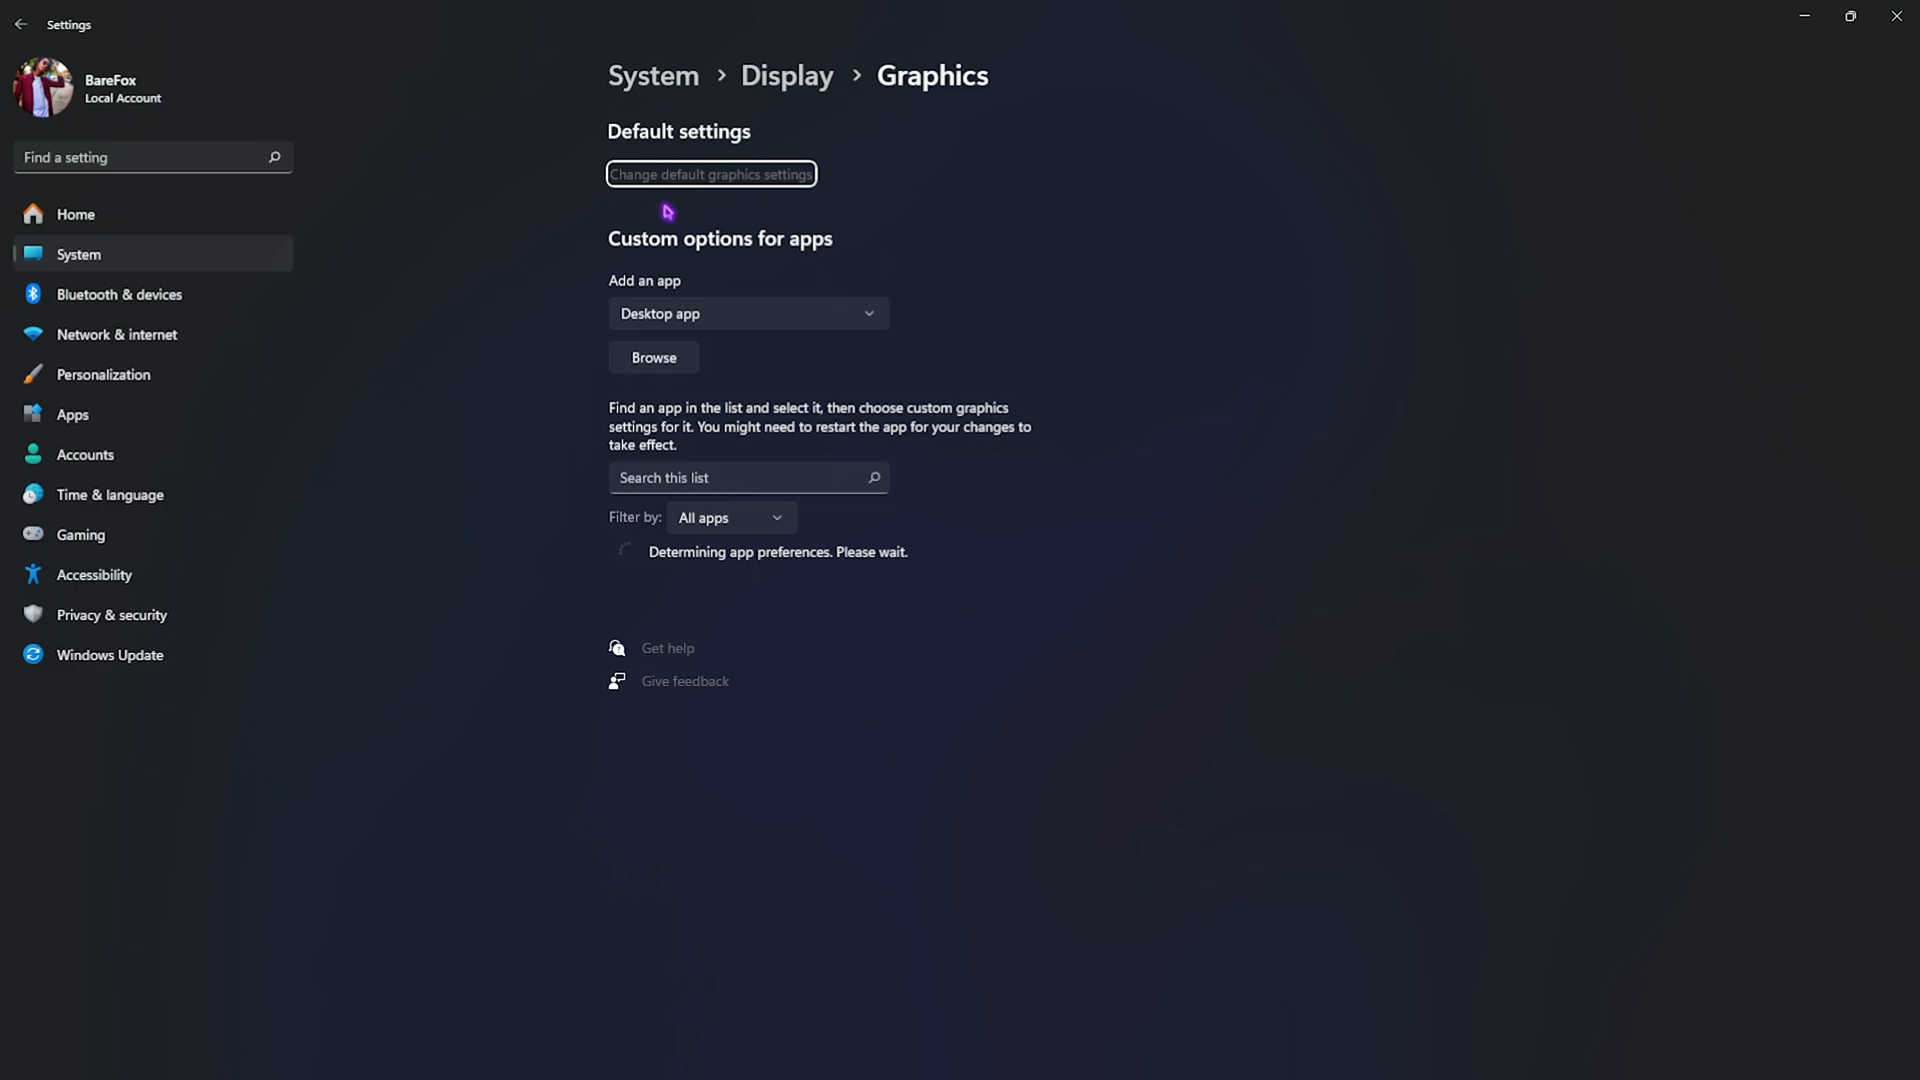 Settings
BareFox
Local Account
Find a setting
Home
System
Bluetooth & devices
Network & internet
Personalization
Apps
Accounts
Time & language
Gaming
Accessibility
Privacy & security
Windows Update
System > Display > Graphics
Default settings
Change default graphics settings
Custom options for apps
Add an app
Desktop app
Browse
Find an app in the list and select it, then choose custom graphics
settings for it. You might need to restart the app for your changes to
take effect.
Search this list
Filter by: All apps
Determining app preferences. Please wait.
Get help
Give feedback